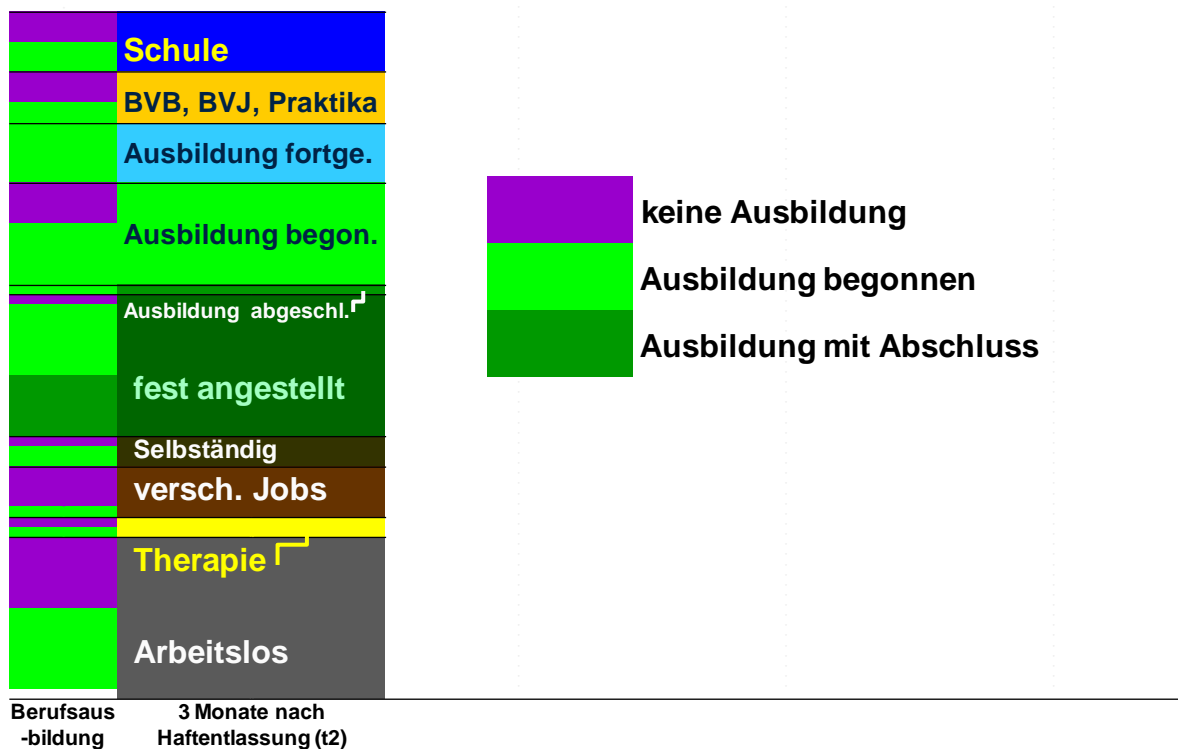 Schule
BVB, BVJ, Praktika
Ausbildung fortge.
Ausbildung begon.
Ausbildung abgeschl.
fest angestellt
Selbständig
versch. Jobs
Therapie
Arbeitslos
keine Ausbildung
Ausbildung begonnen
Ausbildung mit Abschluss
Berufsaus
-bildung
3 Monate nach
Haftentlassung (t2)